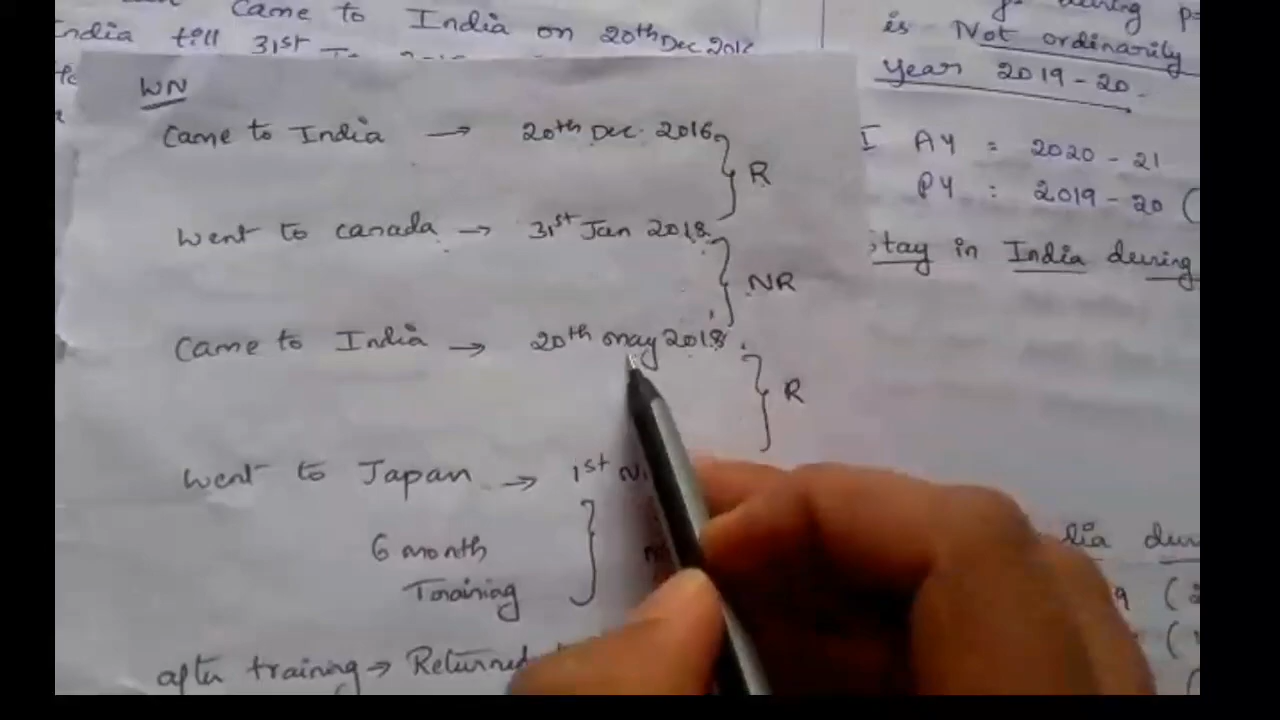 Came to India on 20th Dec 2016
India till 31st
is Not ordinarily
year 2019-20.
WN
Came to India → 20th Dec. 2016
R
AY : 2020-21
PY : 2019-20 (
Went to canada → 31st Jan 2018
stay in India during
NR
Came to India → 20th may 2018.
R
Went to Japan → 1st
6 month
Training
after training → Returned